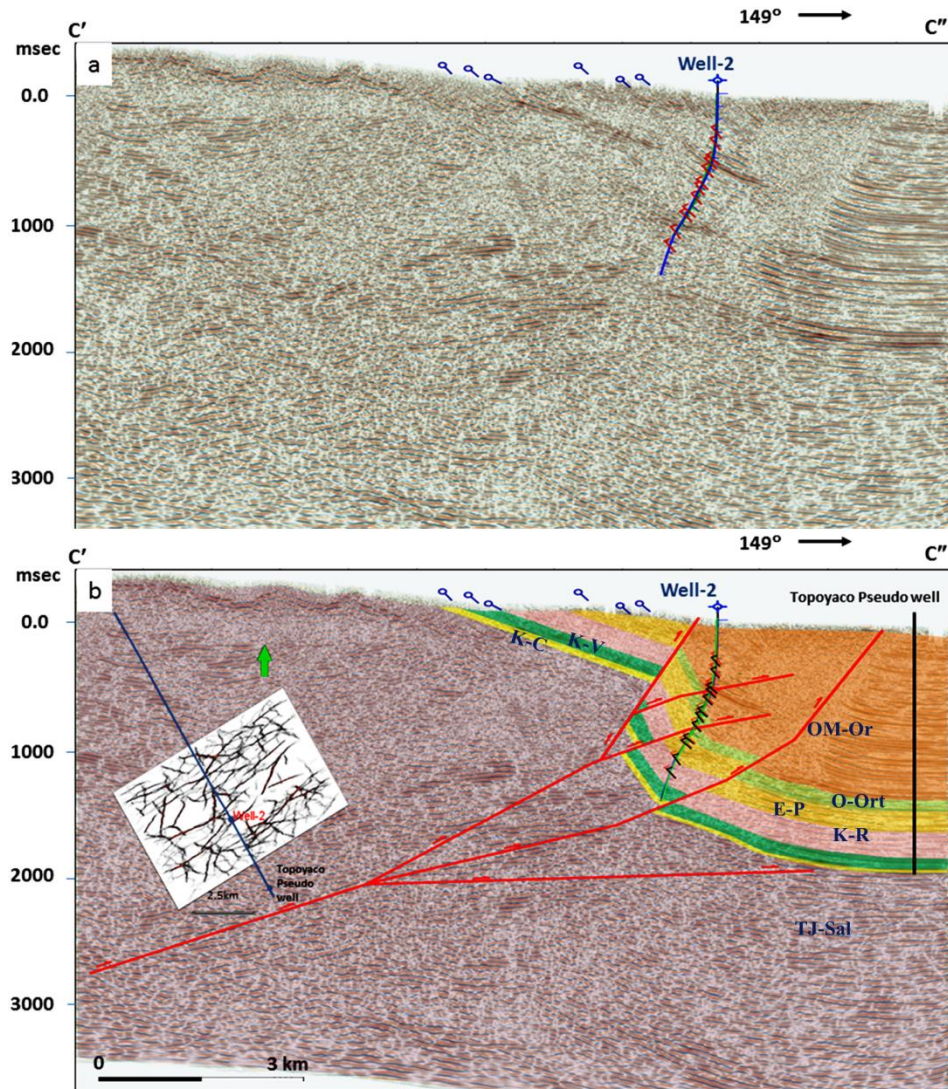 149° →
C' C"
msec
a
Well-2
0.0
1000
2000
3000
149° →
C' C"
msec
b
Well-2
Topoyaco Pseudo well
0.0
K-C
K-V
OM-Or
1000
Well-2
O-Ort
E-P
K-R
Topoyaco
Pseudo
well
2.5km
2000
TJ-Sal
3000
0 3 km